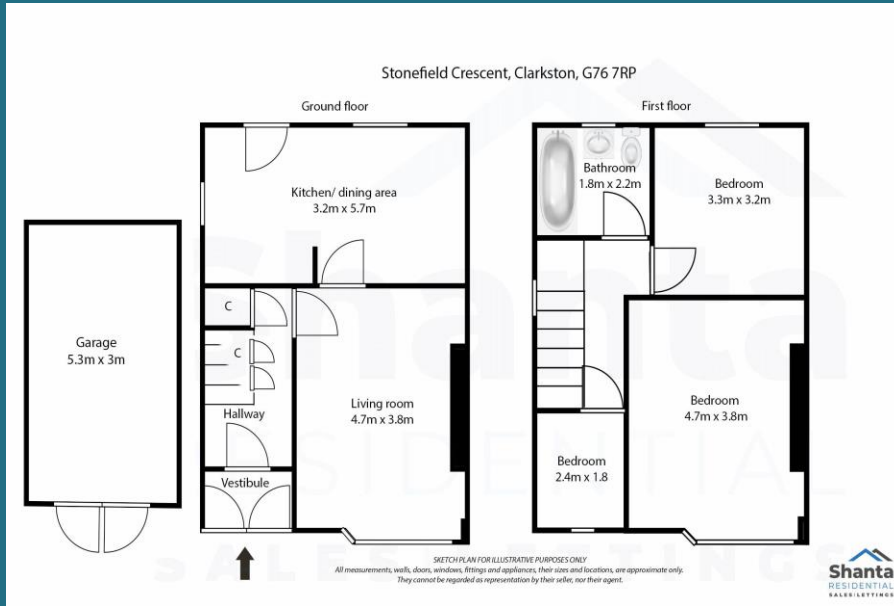 Stonefield Crescent, Clarkston, G76 7RP
Ground floor
First floor
Kitchen/ dining area
3.2m x 5.7m
Bathroom
1.8m x 2.2m
Bedroom
3.3m x 3.2m
Garage
5.3m x 3m
C
C
Hallway
Living room
4.7m x 3.8m
Bedroom
4.7m x 3.8m
Bedroom
2.4m x 1.8
Vestibule
Shanta
RESIDENTIAL
SALES/LETTINGS
SKETCH PLAN FOR ILLUSTRATIVE PURPOSES ONLY
All measurements, walls, doors, windows, fittings and appliances, their sizes and locations, are approximate only.
They cannot be regarded as representation by their seller, nor their agent.
Shanta
RESIDENTIAL
SALES/LETTINGS